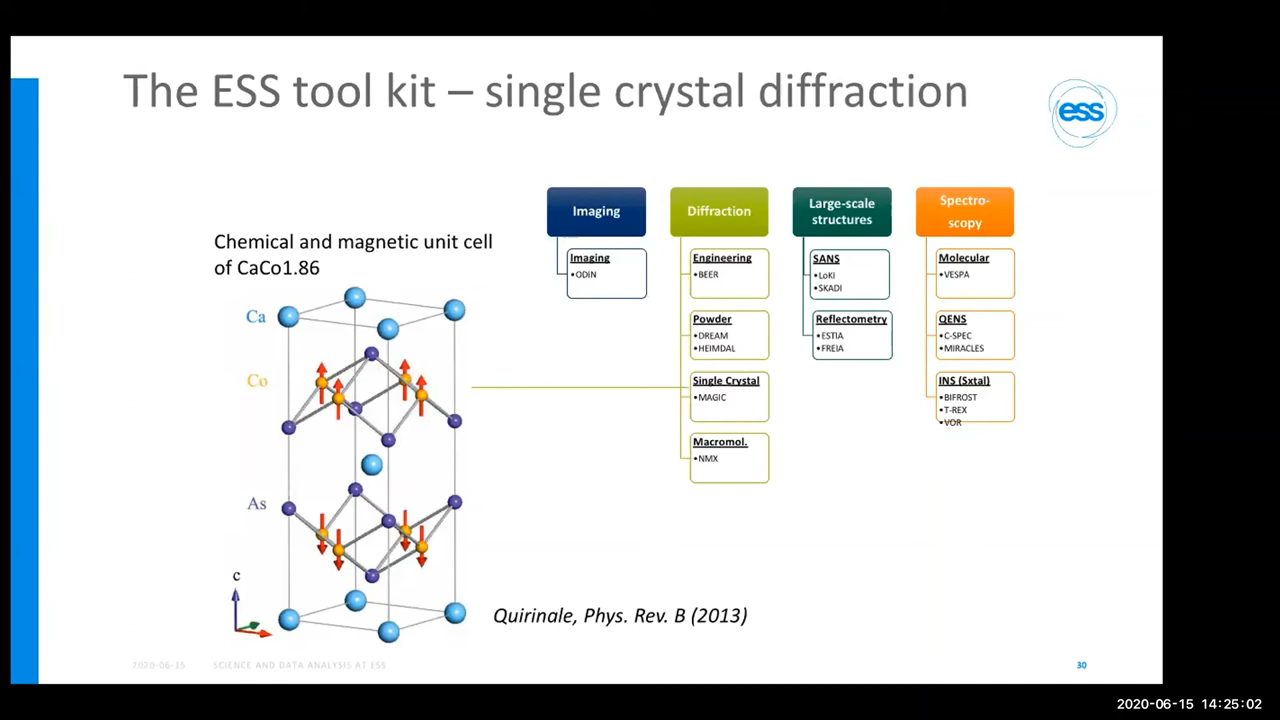 The ESS tool kit – single crystal diffraction
ess
Chemical and magnetic unit cell
of CaCo1.86
Ca
Co
As
c
Imaging
Imaging
•ODIN
Diffraction
Engineering
•BEER
Powder
•DREAM
•HEIMDAL
Single Crystal
•MAGIC
Macromol.
•NMX
Large-scale
structures
SANS
•LoKI
•SKADI
Reflectometry
•ESTIA
•FREIA
Spectro-
scopy
Molecular
•VESPA
QENS
•C-SPEC
•MIRACLES
INS (Sxtal)
•BIFROST
•T-REX
•VOR
Quirinale, Phys. Rev. B (2013)
2020-06-15 SCIENCE AND DATA ANALYSIS AT ESS 30
2020-06-15 14:25:02